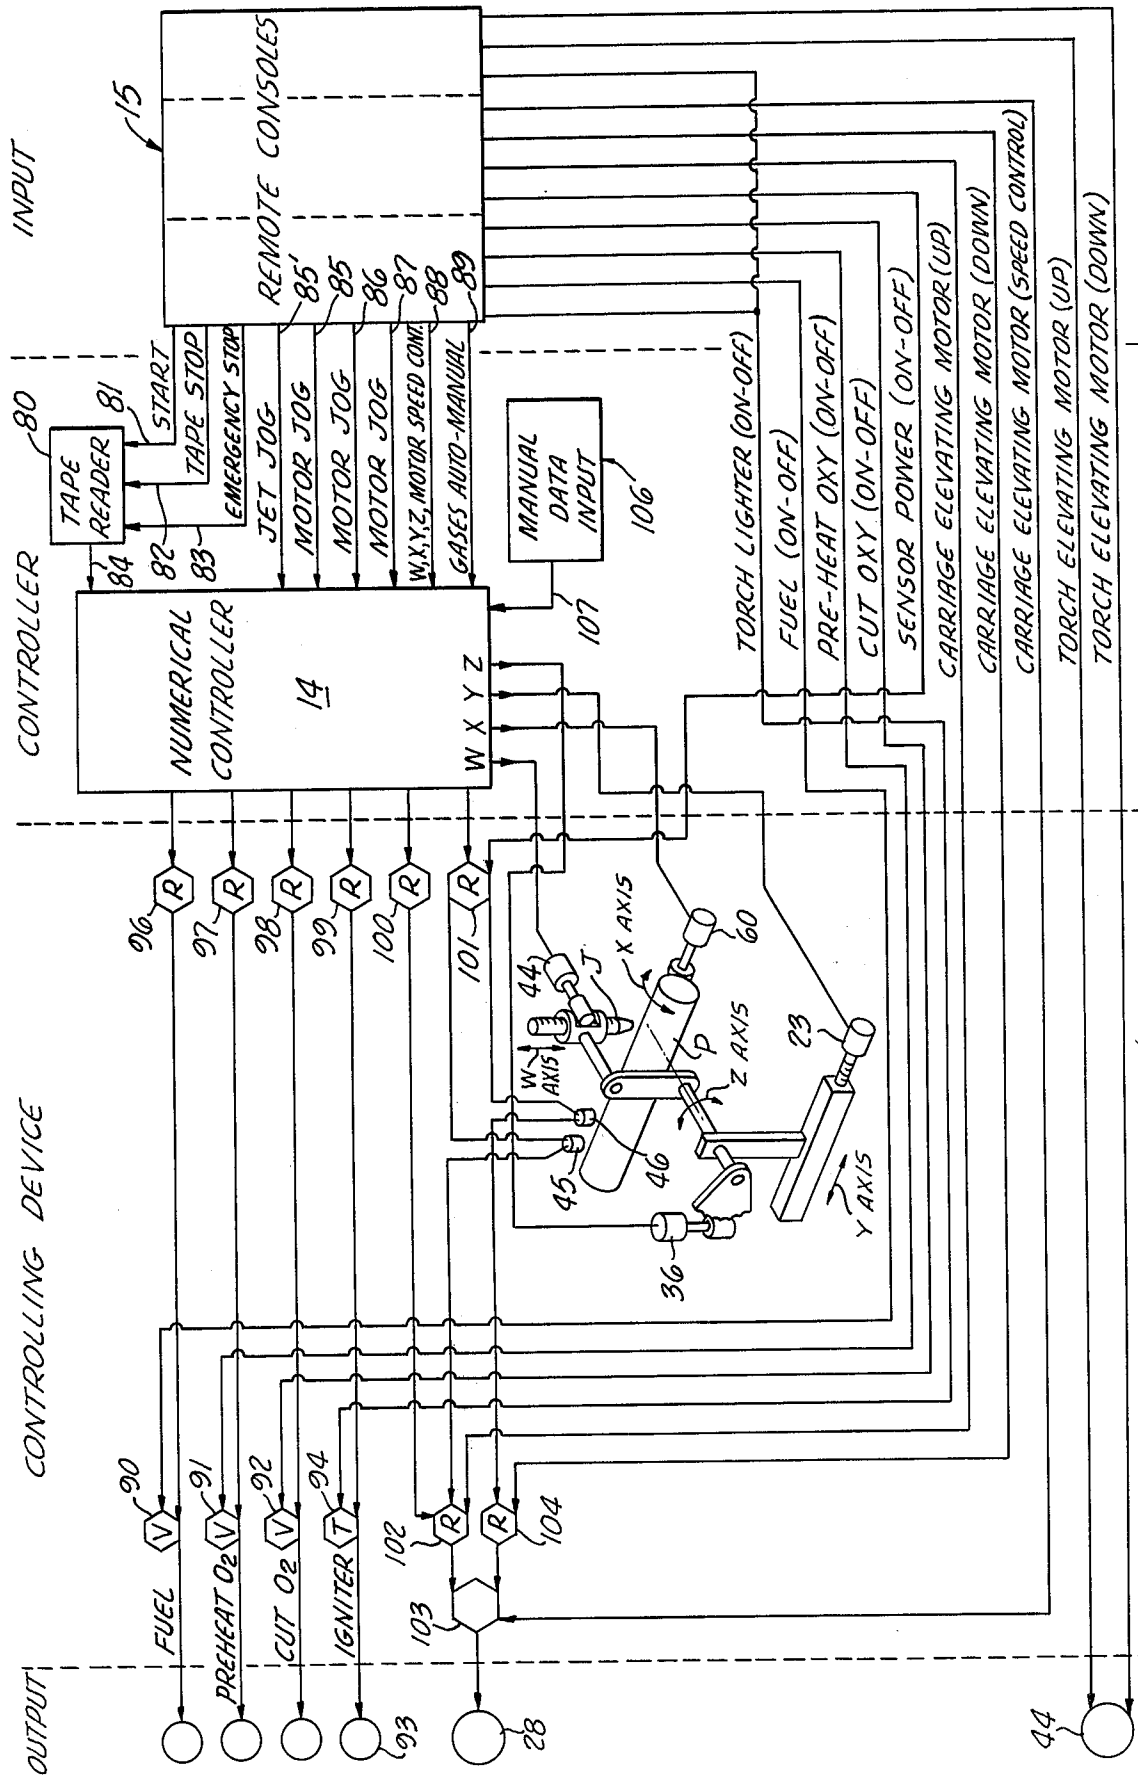 INPUT
CONTROLLER
CONTROLLING DEVICE
OUTPUT
15
REMOTE CONSOLES
85'
85
86
87
88
89
80
TAPE
READER
81
START
82
TAPE STOP
83
EMERGENCY STOP
84
JET JOG
MOTOR JOG
MOTOR JOG
MOTOR JOG
W,X,Y,Z, MOTOR SPEED CONT.
GASES AUTO-MANUAL
NUMERICAL
CONTROLLER
14
W X Y Z
MANUAL
DATA
INPUT
106
107
TORCH LIGHTER (ON-OFF)
FUEL (ON-OFF)
PRE-HEAT OXY (ON-OFF)
CUT OXY (ON-OFF)
SENSOR POWER (ON-OFF)
CARRIAGE ELEVATING MOTOR (UP)
CARRIAGE ELEVATING MOTOR (DOWN)
CARRIAGE ELEVATING MOTOR (SPEED CONTROL)
TORCH ELEVATING MOTOR (UP)
TORCH ELEVATING MOTOR (DOWN)
R
96
R
97
R
98
R
99
R
100
R
101
44
J
W
AXIS
X AXIS
60
P
Z AXIS
45
46
36
23
Y AXIS
90
V
FUEL
91
V
PREHEAT O2
92
V
CUT O2
94
T
IGNITER
102
R
R
104
103
93
28
44